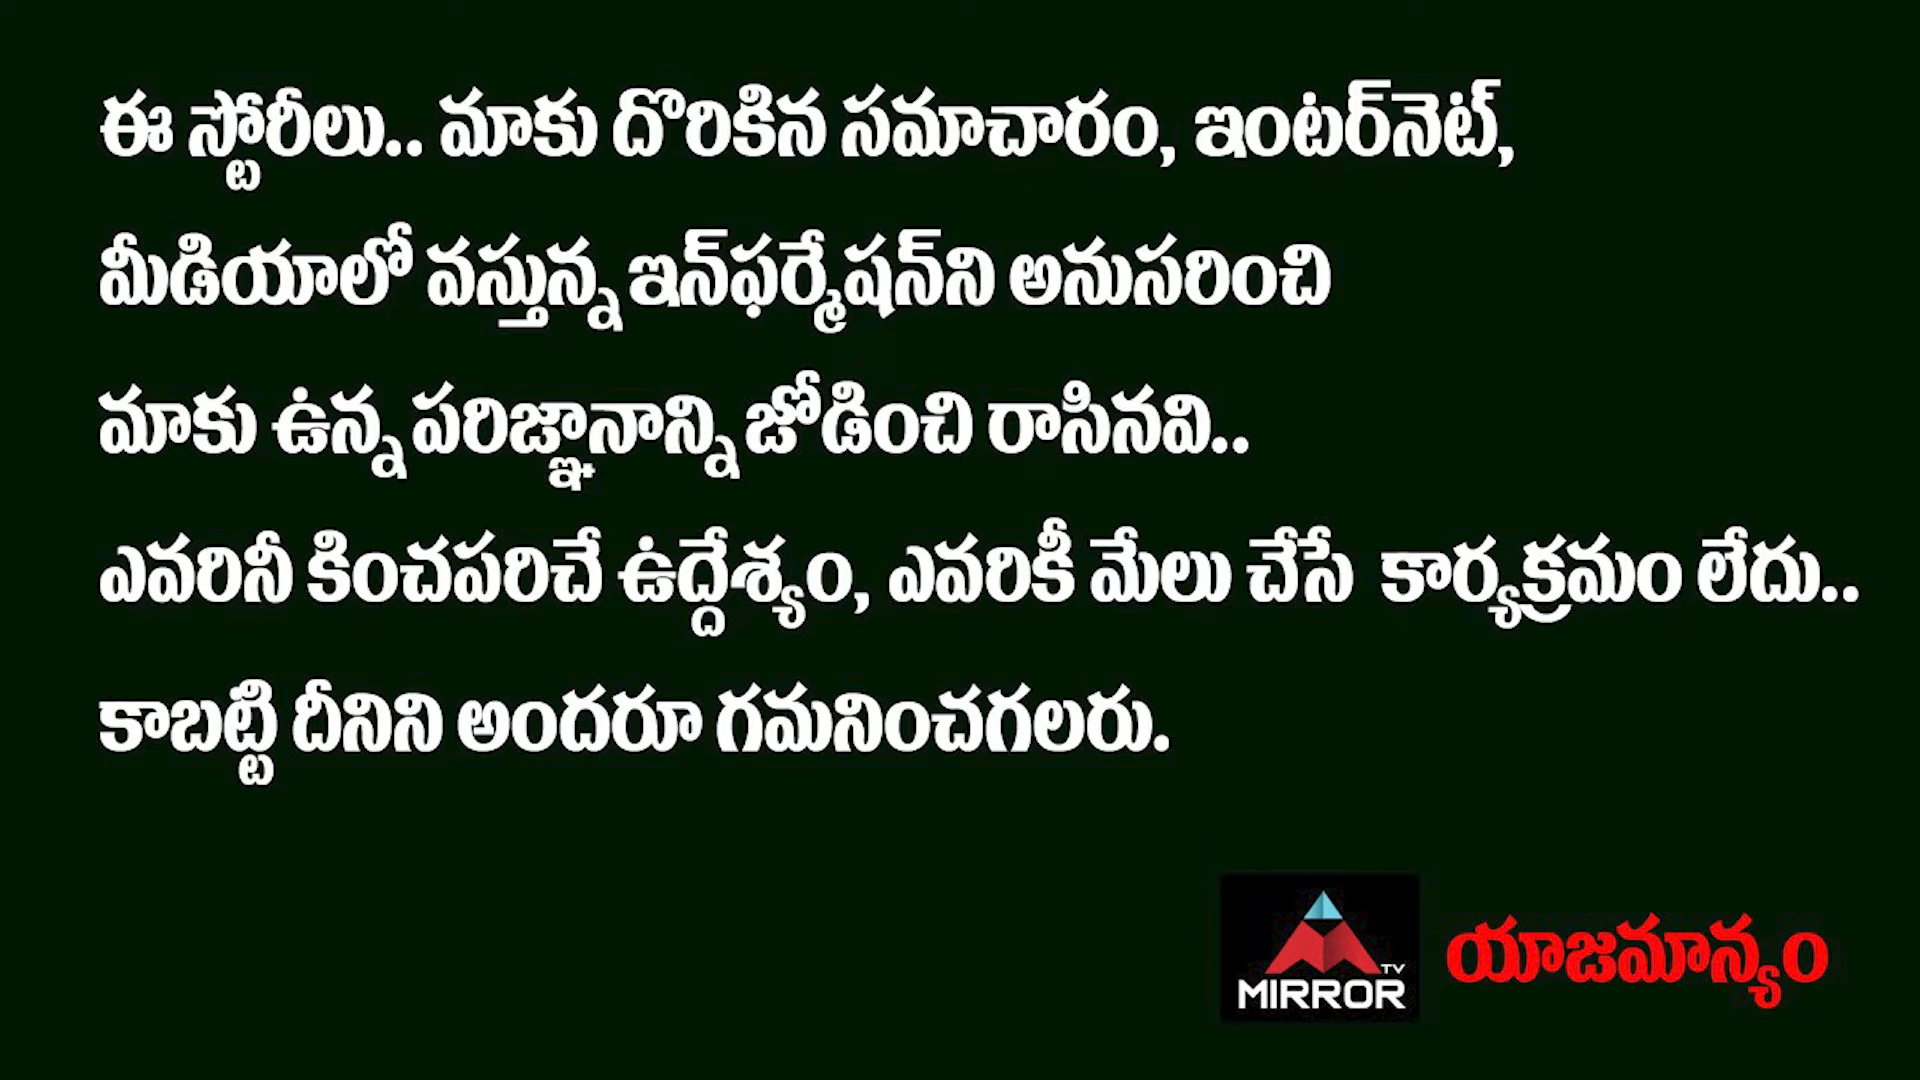 ఈ స్టోరీలు.. మాకు దొరికిన సమాచారం, ఇంటర్‌నెట్,
మీడియాలో వస్తున్న ఇన్‌ఫర్మేషన్‌ని అనుసరించి
మాకు ఉన్న పరిజ్ఞానాన్ని జోడించి రాసినవి..
ఎవరినీ కించపరిచే ఉద్దేశ్యం, ఎవరికీ మేలు చేసే కార్యక్రమం లేదు..
కాబట్టి దీనిని అందరూ గమనించగలరు.
TV
MIRROR
యాజమాన్యం